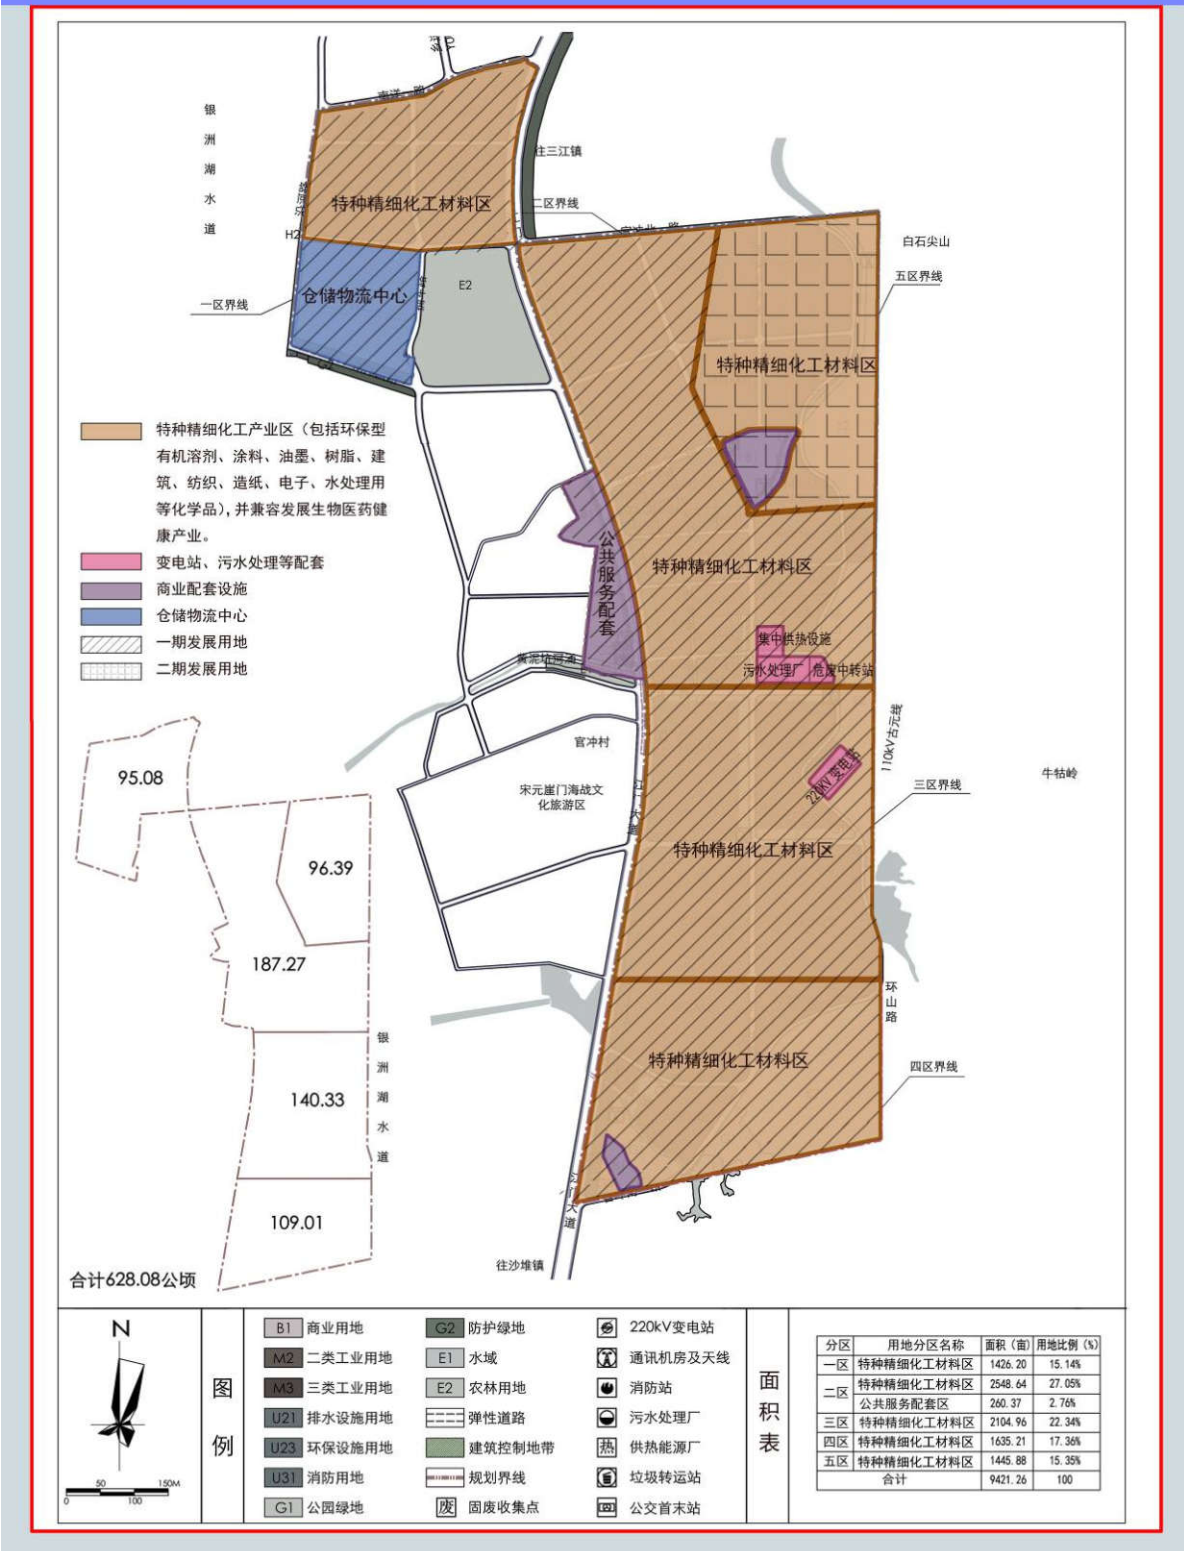 银洲湖水道
南洋路
往三江镇
二区界线
特种精细化工材料区
官冲北路
白石尖山
H2
五区界线
仓储物流中心
E2
一区界线
特种精细化工材料区
G2
特种精细化工产业区（包括环保型
有机溶剂、涂料、油墨、树脂、建
筑、纺织、造纸、电子、水处理用
等化学品），并兼容发展生物医药健
康产业。
变电站、污水处理等配套
商业配套设施
仓储物流中心
一期发展用地
二期发展用地
公共服务配套
特种精细化工材料区
集中供热设施
污水处理厂
危废中转站
110kV古元线
官冲村
220KV 变电站
牛牯岭
宋元崖门海战文
化旅游区
三区界线
特种精细化工材料区
95.08
96.39
187.27
银洲湖水道
140.33
109.01
合计628.08公顷
环山路
特种精细化工材料区
四区界线
大道
往沙堆镇
N
50 150M
0 100
图例
B1 商业用地
M2 二类工业用地
M3 三类工业用地
U21 排水设施用地
U23 环保设施用地
U31 消防用地
G1 公园绿地
G2 防护绿地
E1 水域
E2 农林用地
弹性道路
建筑控制地带
规划界线
废 固废收集点
220kV变电站
通讯机房及天线
消防站
污水处理厂
热 供热能源厂
垃圾转运站
公交首末站
面积表
分区 用地分区名称 面积（亩） 用地比例（%）
一区 特种精细化工材料区 1426.20 15.14%
二区 特种精细化工材料区 2548.64 27.05%
公共服务配套区 260.37 2.76%
三区 特种精细化工材料区 2104.96 22.34%
四区 特种精细化工材料区 1635.21 17.36%
五区 特种精细化工材料区 1445.88 15.35%
合计 9421.26 100